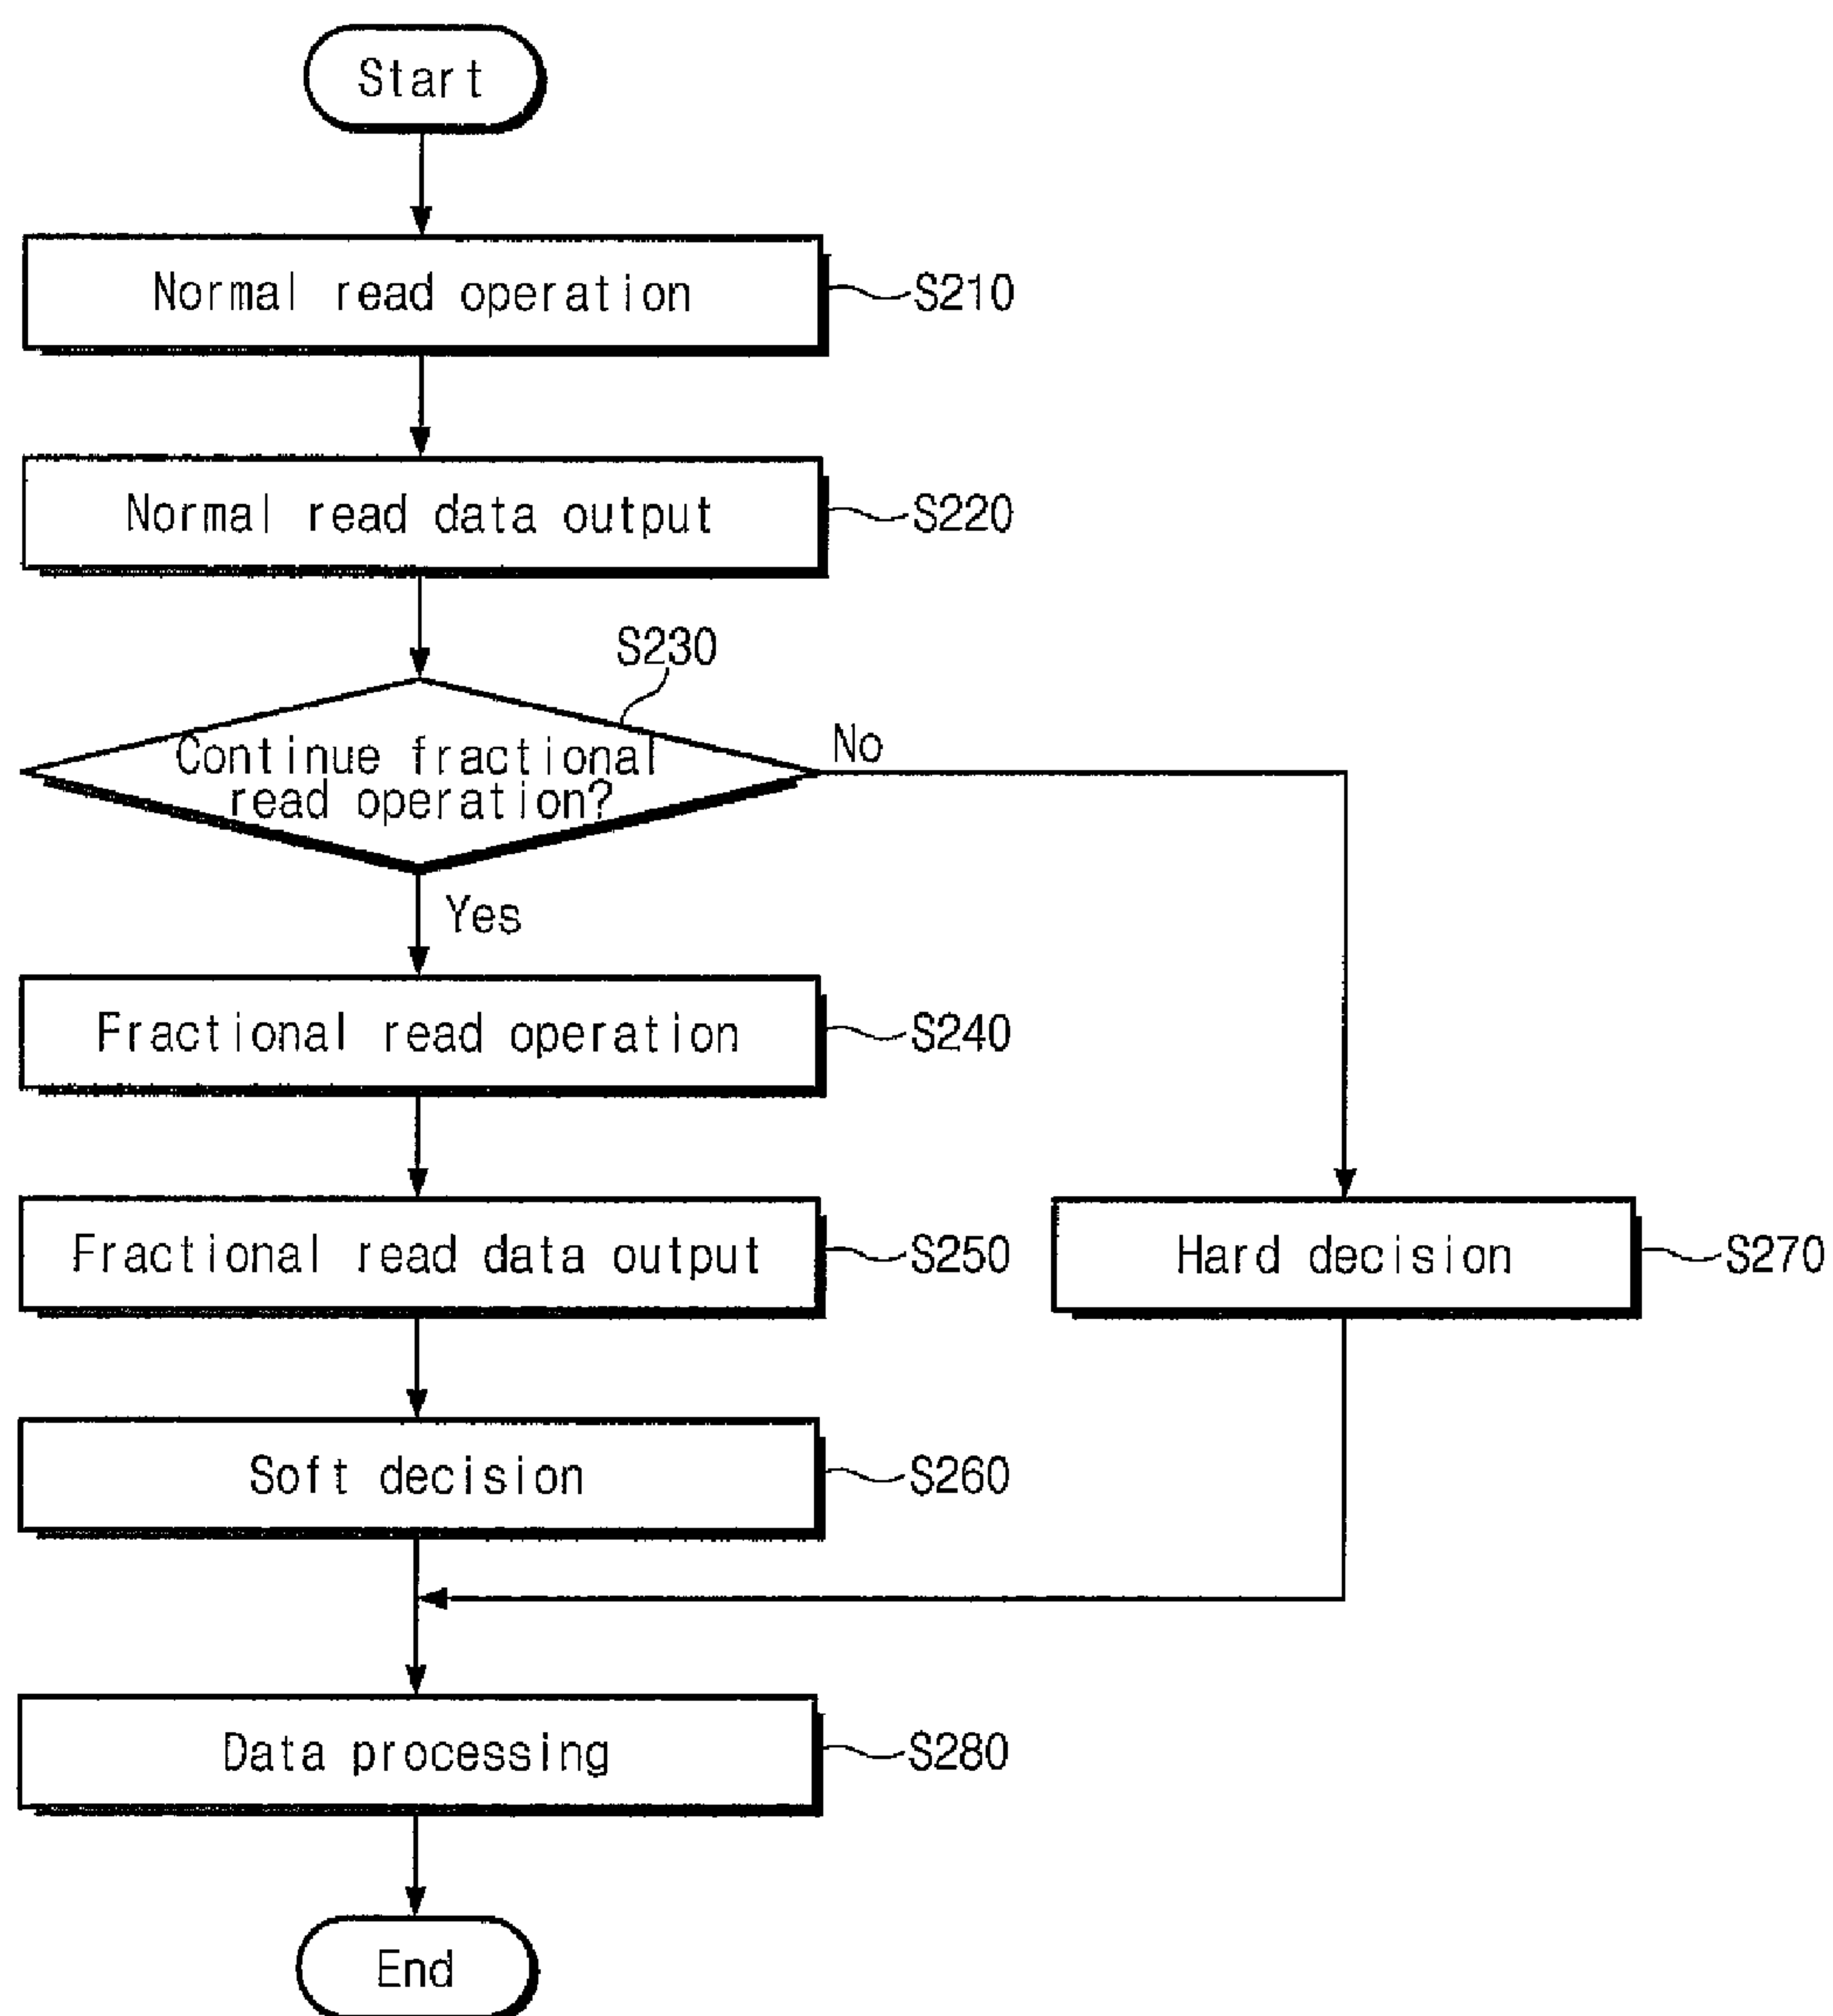 Start
Normal read operation
S210
Normal read data output
S220
S230
Continue fractional
read operation?
No
Yes
Fractional read operation
S240
Fractional read data output
S250
Hard decision
S270
Soft decision
S260
Data processing
S280
End